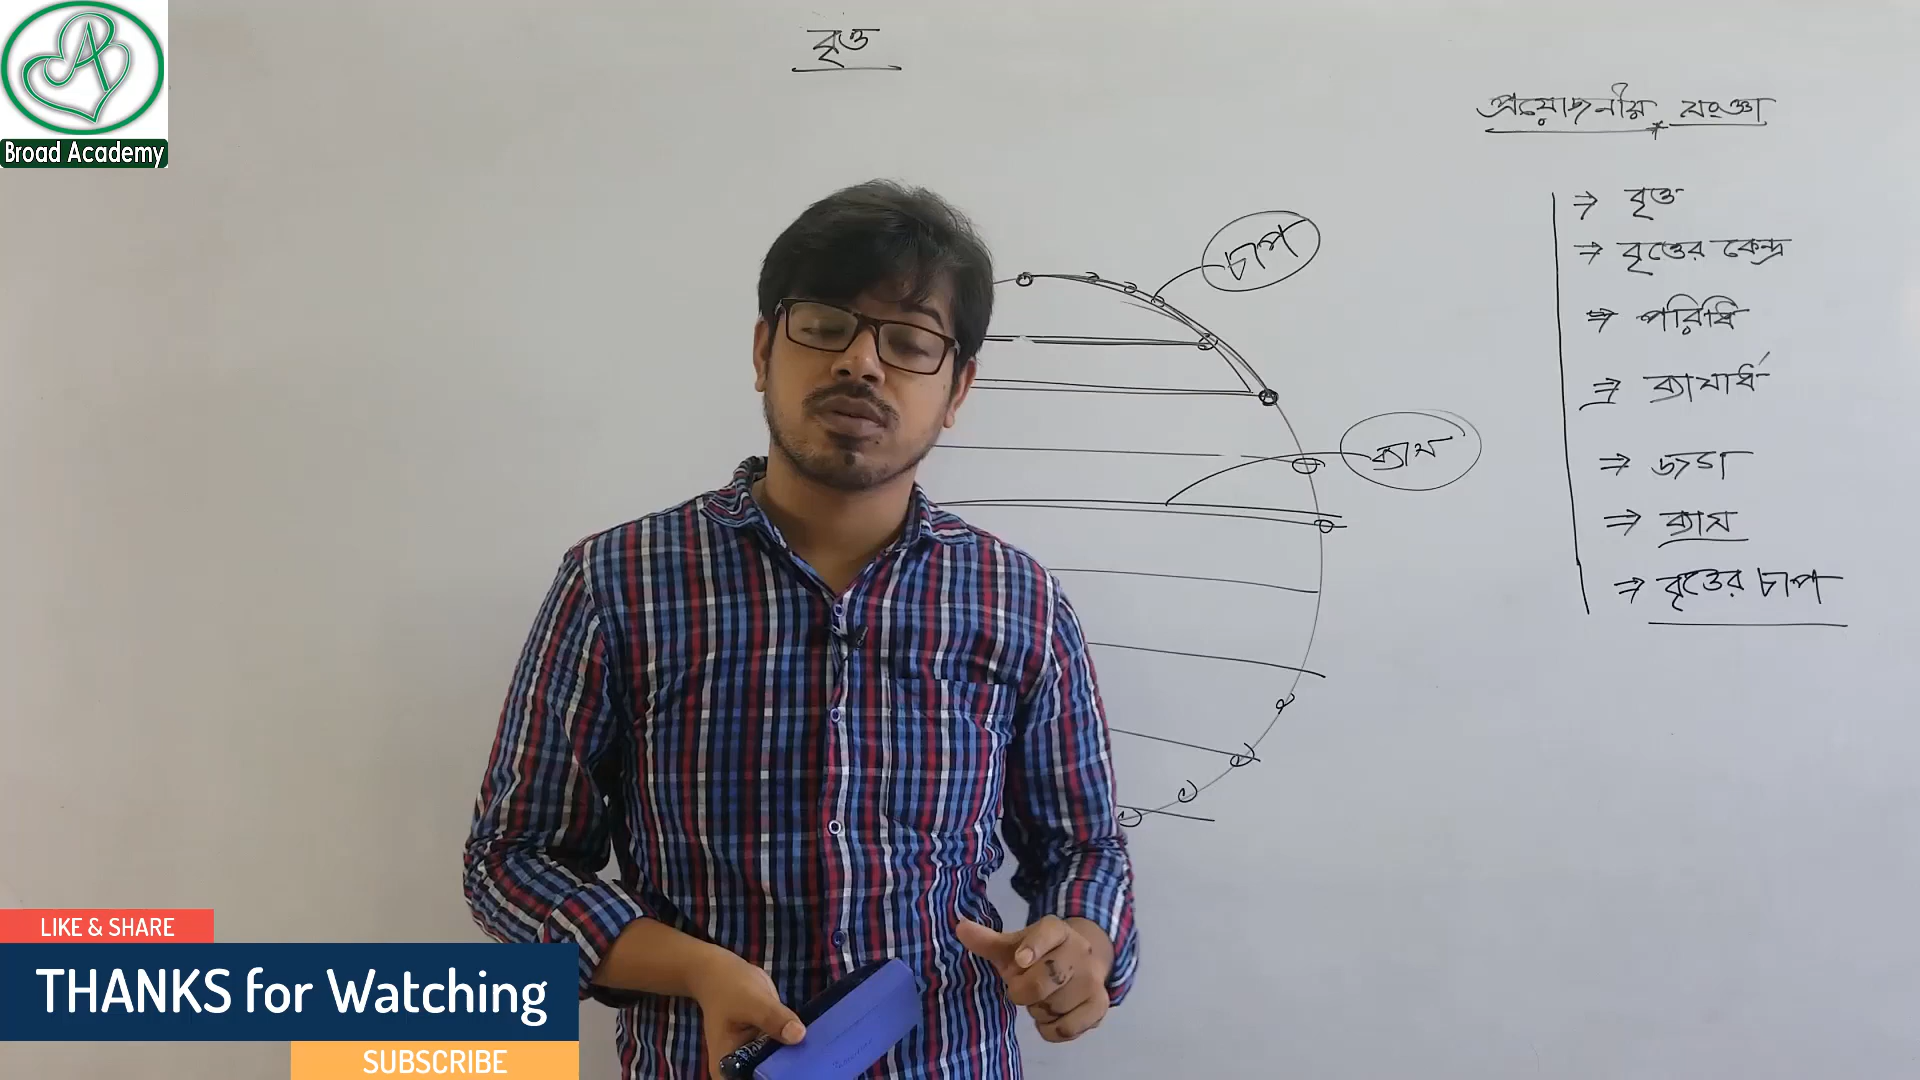 Broad Academy
বৃত্ত
প্রয়োজনীয় সংজ্ঞা
⇒ বৃত্ত
⇒ বৃত্তের কেন্দ্র
⇒ পরিধি
⇒ ব্যাসার্ধ
⇒ জ্যা
⇒ ব্যাস
⇒ বৃত্তের চাপ
চাপ
ব্যাস
LIKE & SHARE
THANKS for Watching
SUBSCRIBE